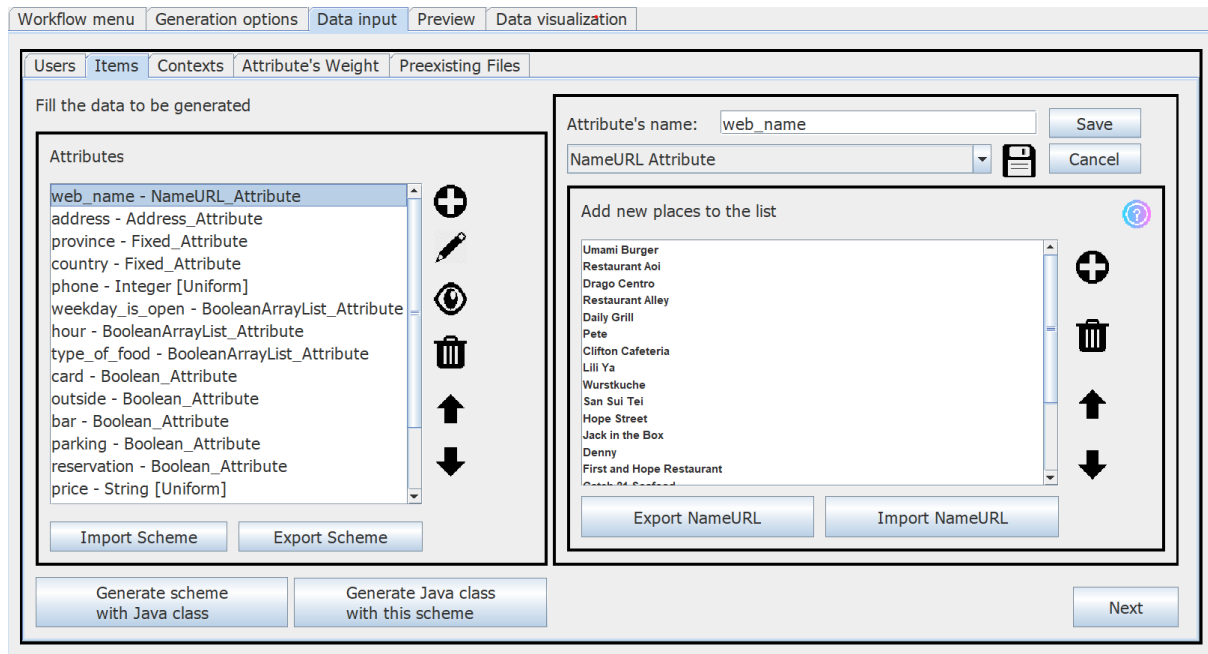 Workflow menu
Generation options
Data input
Preview
Data visualization
Users
Items
Contexts
Attribute's Weight
Preexisting Files
Fill the data to be generated
Attributes
web_name - NameURL_Attribute
address - Address_Attribute
province - Fixed_Attribute
country - Fixed_Attribute
phone - Integer [Uniform]
weekday_is_open - BooleanArrayList_Attribute
hour - BooleanArrayList_Attribute
type_of_food - BooleanArrayList_Attribute
card - Boolean_Attribute
outside - Boolean_Attribute
bar - Boolean_Attribute
parking - Boolean_Attribute
reservation - Boolean_Attribute
price - String [Uniform]
Import Scheme
Export Scheme
Generate scheme
with Java class
Generate Java class
with this scheme
Attribute's name:
web_name
Save
NameURL Attribute
Cancel
Add new places to the list
?
Umami Burger
Restaurant Aoi
Drago Centro
Restaurant Alley
Daily Grill
Pete
Clifton Cafeteria
Lili Ya
Wurstkuche
San Sui Tei
Hope Street
Jack in the Box
Denny
First and Hope Restaurant
Export NameURL
Import NameURL
Next